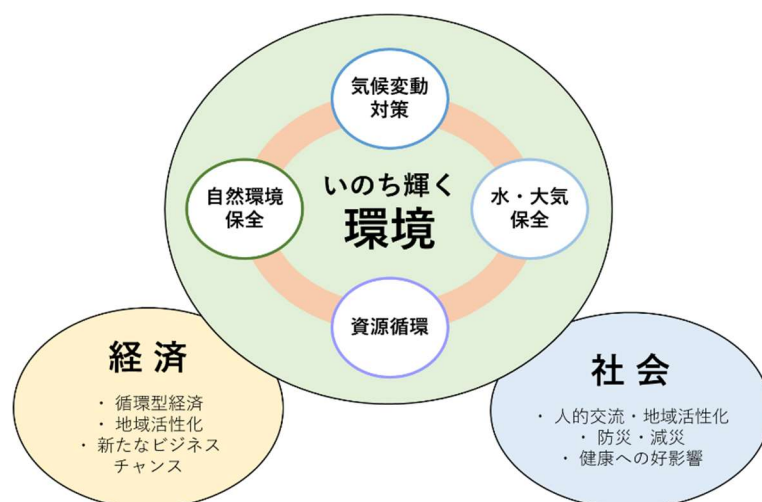 気候変動
対策
自然環境
保全
いのち輝く
環境
水・大気
保全
資源循環
経 済
・ 循環型経済
・ 地域活性化
・ 新たなビジネス
チャンス
社 会
・ 人的交流・地域活性化
・ 防災・減災
・ 健康への好影響